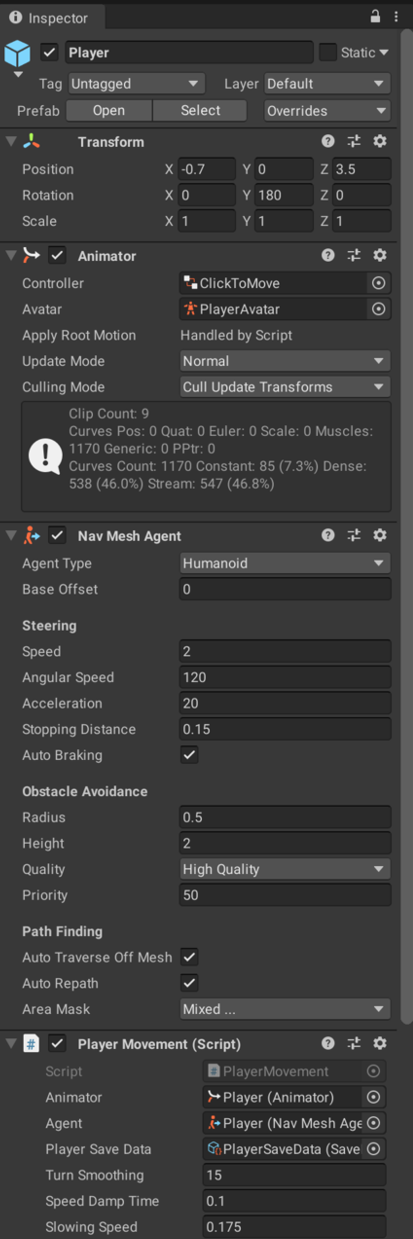 Inspector
Player Static
Tag Untagged Layer Default
Prefab Open Select Overrides
Transform
Position X -0.7 Y 0 Z 3.5
Rotation X 0 Y 180 Z 0
Scale X 1 Y 1 Z 1
Animator
Controller ClickToMove
Avatar PlayerAvatar
Apply Root Motion Handled by Script
Update Mode Normal
Culling Mode Cull Update Transforms
Clip Count: 9
Curves Pos: 0 Quat: 0 Euler: 0 Scale: 0 Muscles:
1170 Generic: 0 PPtr: 0
Curves Count: 1170 Constant: 85 (7.3%) Dense:
538 (46.0%) Stream: 547 (46.8%)
Nav Mesh Agent
Agent Type Humanoid
Base Offset 0
Steering
Speed 2
Angular Speed 120
Acceleration 20
Stopping Distance 0.15
Auto Braking
Obstacle Avoidance
Radius 0.5
Height 2
Quality High Quality
Priority 50
Path Finding
Auto Traverse Off Mesh
Auto Repath
Area Mask Mixed ...
# Player Movement (Script)
Script # PlayerMovement
Animator Player (Animator)
Agent Player (Nav Mesh Age
Player Save Data PlayerSaveData (Save
Turn Smoothing 15
Speed Damp Time 0.1
Slowing Speed 0.175